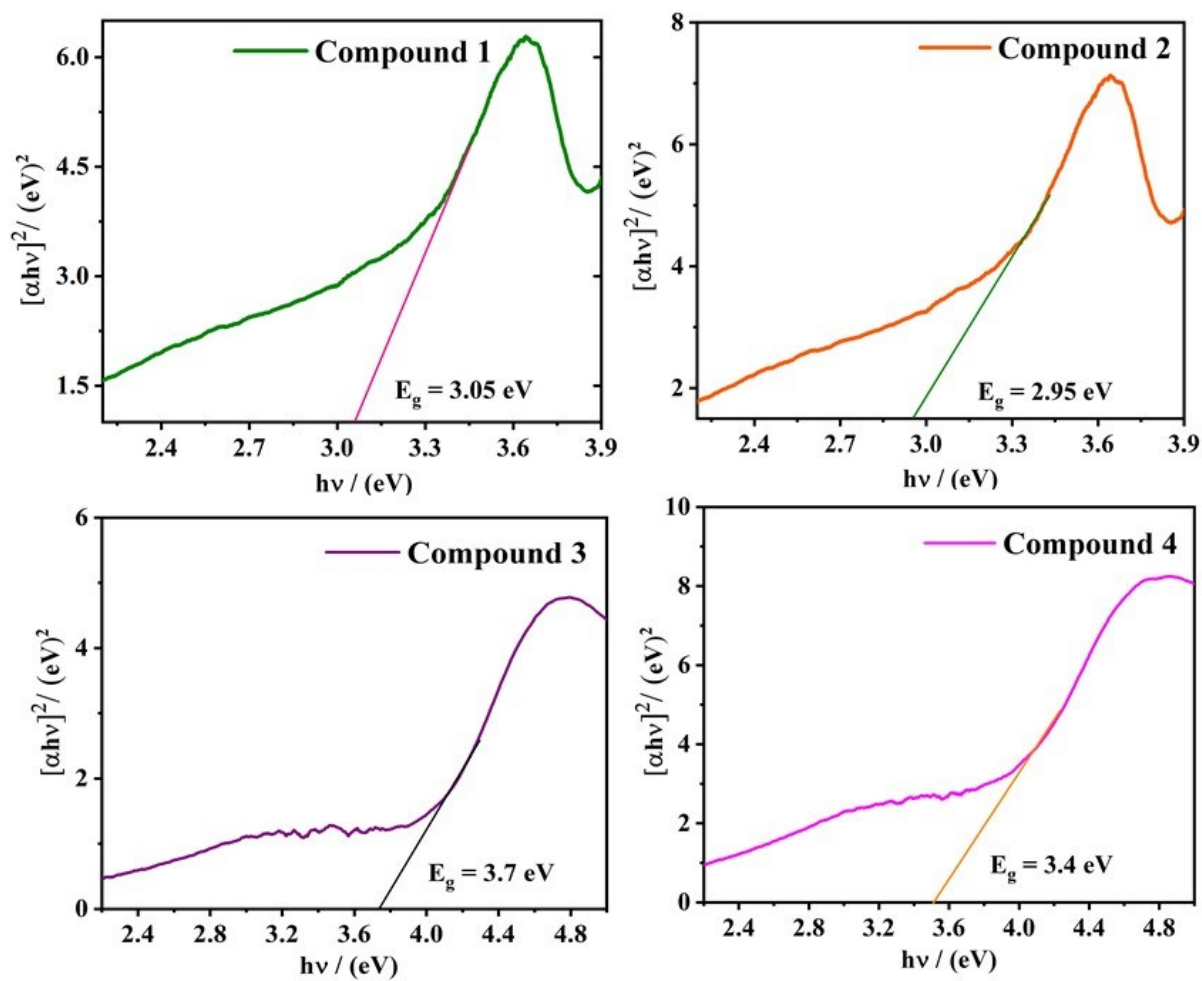 Compound 1
[αhν]²/ (eV)²
6.0
4.5
3.0
1.5
E_g = 3.05 eV
2.4 2.7 3.0 3.3 3.6 3.9
hν / (eV)
Compound 2
[αhν]²/ (eV)²
8
6
4
2
E_g = 2.95 eV
2.4 2.7 3.0 3.3 3.6 3.9
hν / (eV)
Compound 3
[αhν]²/ (eV)²
6
4
2
0
E_g = 3.7 eV
2.4 2.8 3.2 3.6 4.0 4.4 4.8
hν / (eV)
Compound 4
[αhν]²/ (eV)²
10
8
6
4
2
0
E_g = 3.4 eV
2.4 2.8 3.2 3.6 4.0 4.4 4.8
hν / (eV)